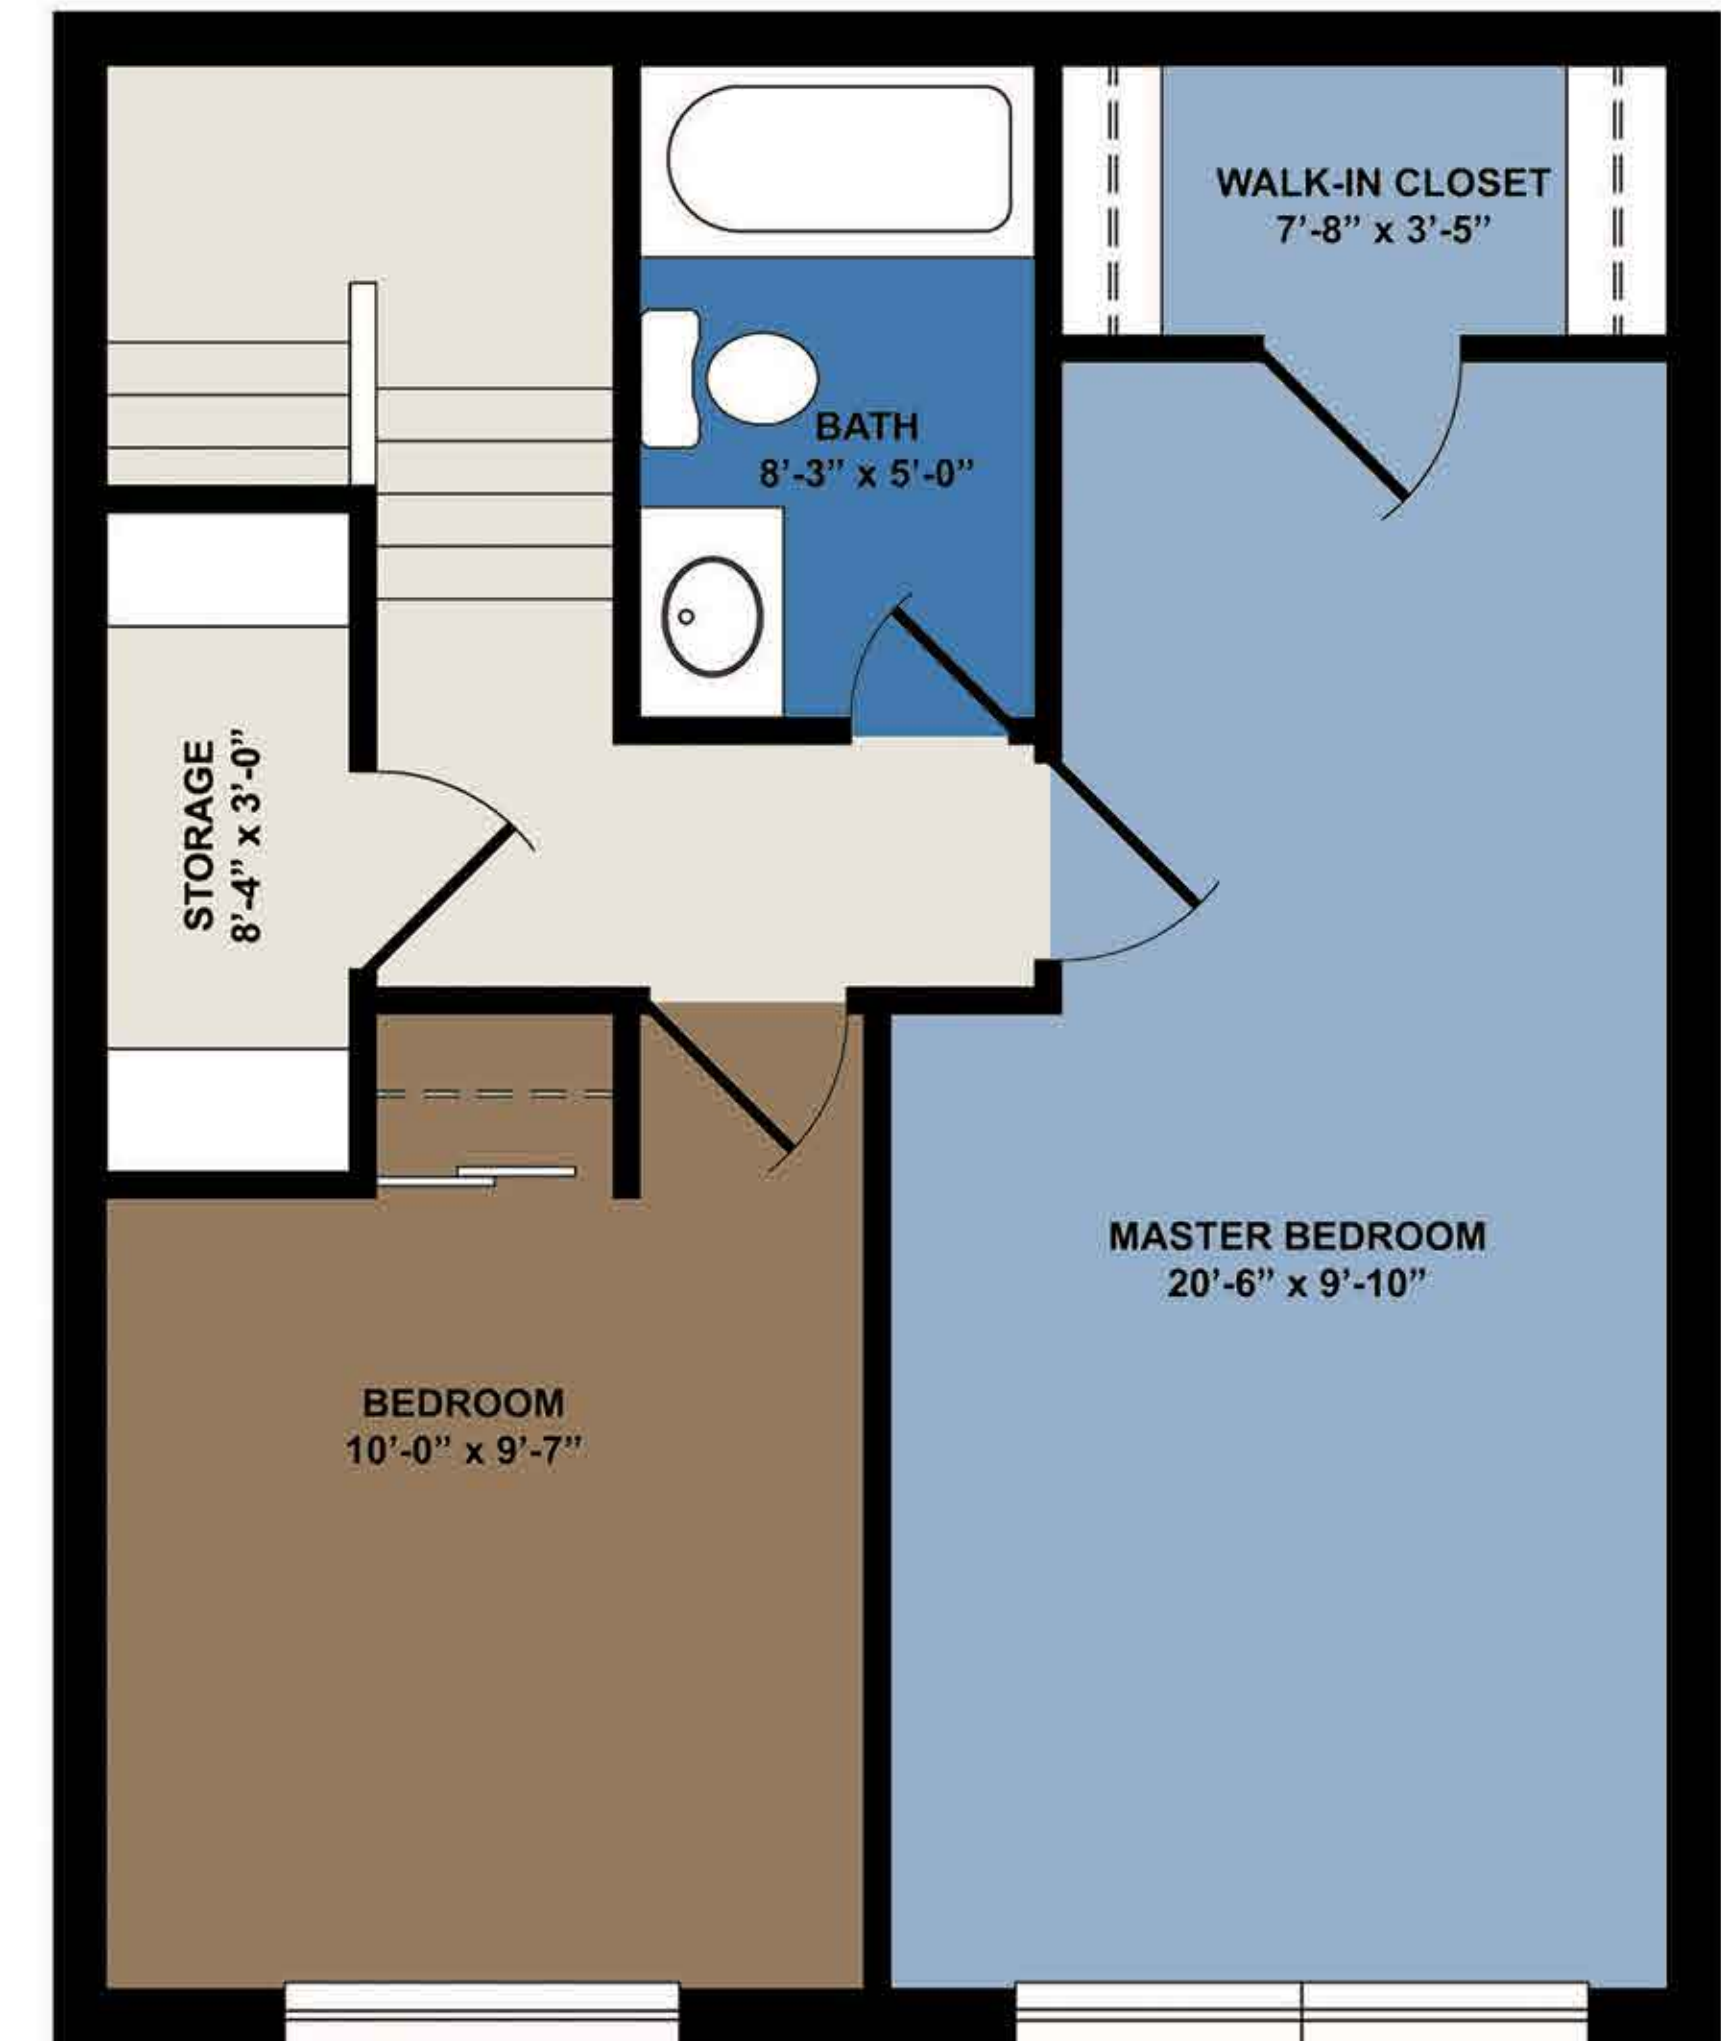 WALK-IN CLOSET
7’-8” x 3’-5”
BATH
8’-3” x 5’-0”
STORAGE
8’-4” x 3’-0”
MASTER BEDROOM
20’-6” x 9’-10”
BEDROOM
10’-0” x 9’-7”